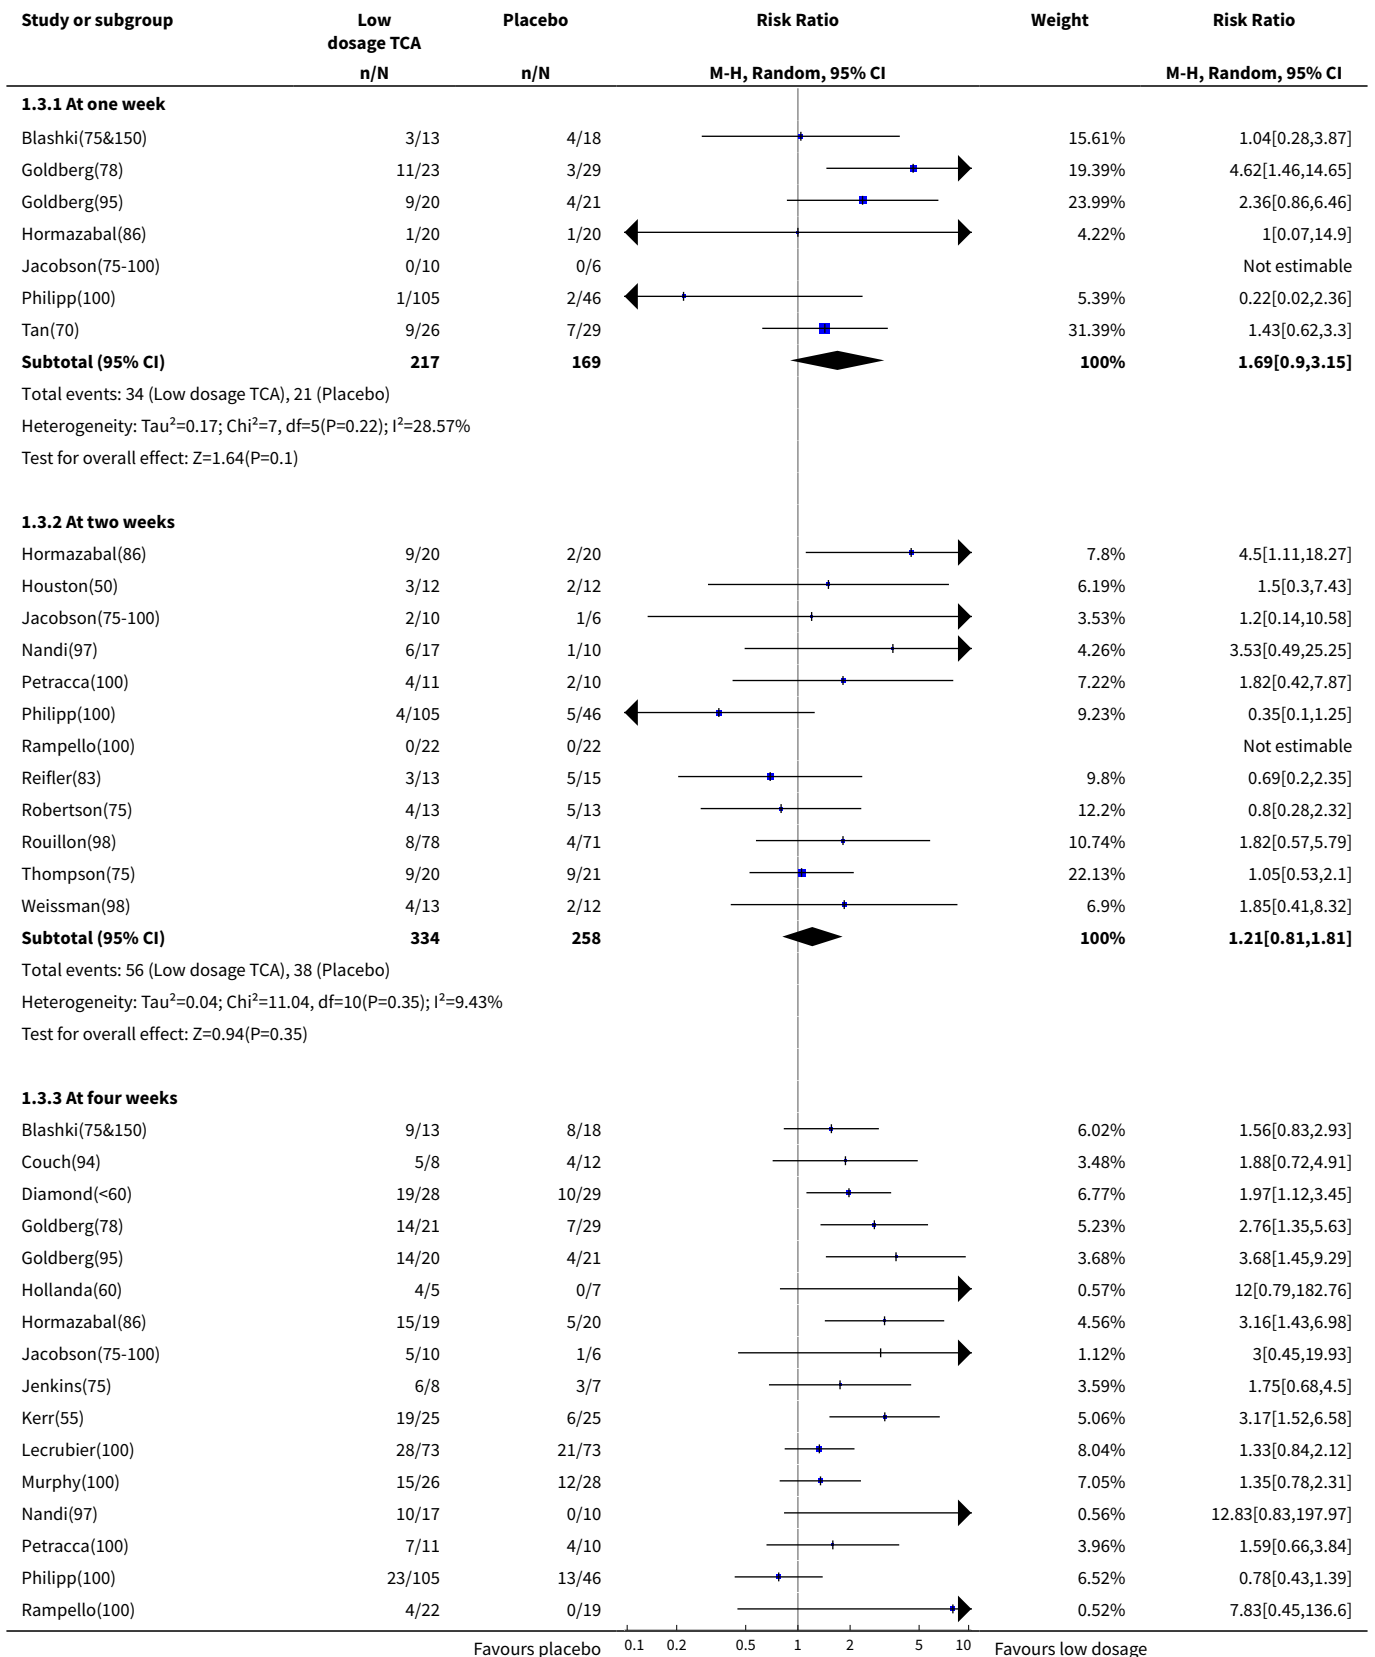 Study or subgroup Low dosage TCA Placebo Risk Ratio Weight Risk Ratio
n/N n/N M-H, Random, 95% CI M-H, Random, 95% CI
1.3.1 At one week
Blashki(75&150) 3/13 4/18 15.61% 1.04[0.28,3.87]
Goldberg(78) 11/23 3/29 19.39% 4.62[1.46,14.65]
Goldberg(95) 9/20 4/21 23.99% 2.36[0.86,6.46]
Hormazabal(86) 1/20 1/20 4.22% 1[0.07,14.9]
Jacobson(75-100) 0/10 0/6 Not estimable
Philipp(100) 1/105 2/46 5.39% 0.22[0.02,2.36]
Tan(70) 9/26 7/29 31.39% 1.43[0.62,3.3]
Subtotal (95% CI) 217 169 100% 1.69[0.9,3.15]
Total events: 34 (Low dosage TCA), 21 (Placebo)
Heterogeneity: Tau²=0.17; Chi²=7, df=5(P=0.22); I²=28.57%
Test for overall effect: Z=1.64(P=0.1)
1.3.2 At two weeks
Hormazabal(86) 9/20 2/20 7.8% 4.5[1.11,18.27]
Houston(50) 3/12 2/12 6.19% 1.5[0.3,7.43]
Jacobson(75-100) 2/10 1/6 3.53% 1.2[0.14,10.58]
Nandi(97) 6/17 1/10 4.26% 3.53[0.49,25.25]
Petracca(100) 4/11 2/10 7.22% 1.82[0.42,7.87]
Philipp(100) 4/105 5/46 9.23% 0.35[0.1,1.25]
Rampello(100) 0/22 0/22 Not estimable
Reifler(83) 3/13 5/15 9.8% 0.69[0.2,2.35]
Robertson(75) 4/13 5/13 12.2% 0.8[0.28,2.32]
Rouillon(98) 8/78 4/71 10.74% 1.82[0.57,5.79]
Thompson(75) 9/20 9/21 22.13% 1.05[0.53,2.1]
Weissman(98) 4/13 2/12 6.9% 1.85[0.41,8.32]
Subtotal (95% CI) 334 258 100% 1.21[0.81,1.81]
Total events: 56 (Low dosage TCA), 38 (Placebo)
Heterogeneity: Tau²=0.04; Chi²=11.04, df=10(P=0.35); I²=9.43%
Test for overall effect: Z=0.94(P=0.35)
1.3.3 At four weeks
Blashki(75&150) 9/13 8/18 6.02% 1.56[0.83,2.93]
Couch(94) 5/8 4/12 3.48% 1.88[0.72,4.91]
Diamond(<60) 19/28 10/29 6.77% 1.97[1.12,3.45]
Goldberg(78) 14/21 7/29 5.23% 2.76[1.35,5.63]
Goldberg(95) 14/20 4/21 3.68% 3.68[1.45,9.29]
Hollanda(60) 4/5 0/7 0.57% 12[0.79,182.76]
Hormazabal(86) 15/19 5/20 4.56% 3.16[1.43,6.98]
Jacobson(75-100) 5/10 1/6 1.12% 3[0.45,19.93]
Jenkins(75) 6/8 3/7 3.59% 1.75[0.68,4.5]
Kerr(55) 19/25 6/25 5.06% 3.17[1.52,6.58]
Lecrubier(100) 28/73 21/73 8.04% 1.33[0.84,2.12]
Murphy(100) 15/26 12/28 7.05% 1.35[0.78,2.31]
Nandi(97) 10/17 0/10 0.56% 12.83[0.83,197.97]
Petracca(100) 7/11 4/10 3.96% 1.59[0.66,3.84]
Philipp(100) 23/105 13/46 6.52% 0.78[0.43,1.39]
Rampello(100) 4/22 0/19 0.52% 7.83[0.45,136.6]
Favours placebo 0.1 0.2 0.5 1 2 5 10 Favours low dosage